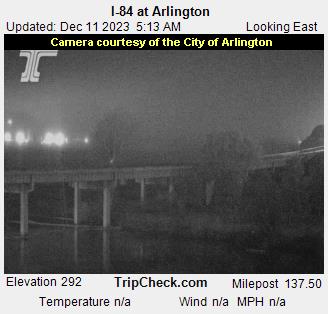 I-84 at Arlington
Updated: Dec 11 2023 5:13 AM Looking East
Camera courtesy of the City of Arlington
Elevation 292 TripCheck.com Milepost 137.50
Temperature n/a Wind n/a MPH n/a